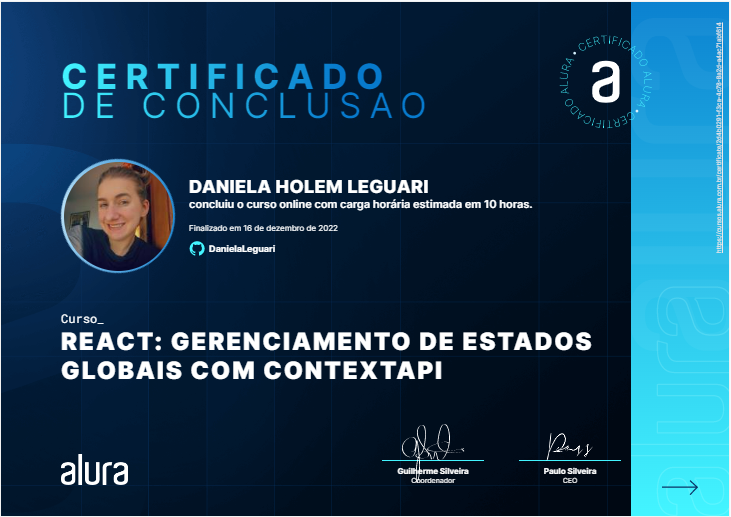 CERTIFICADO
DE CONCLUSAO
CERTIFICADO ALURA • CERTIFICADO ALURA •
a
DANIELA HOLEM LEGUARI
concluiu o curso online com carga horária estimada em 10 horas.
Finalizado em 16 de dezembro de 2022
DanielaLeguari
Curso_
REACT: GERENCIAMENTO DE ESTADOS
GLOBAIS COM CONTEXTAPI
alura
Guilherme Silveira
Coordenador
Paulo Silveira
CEO
alura